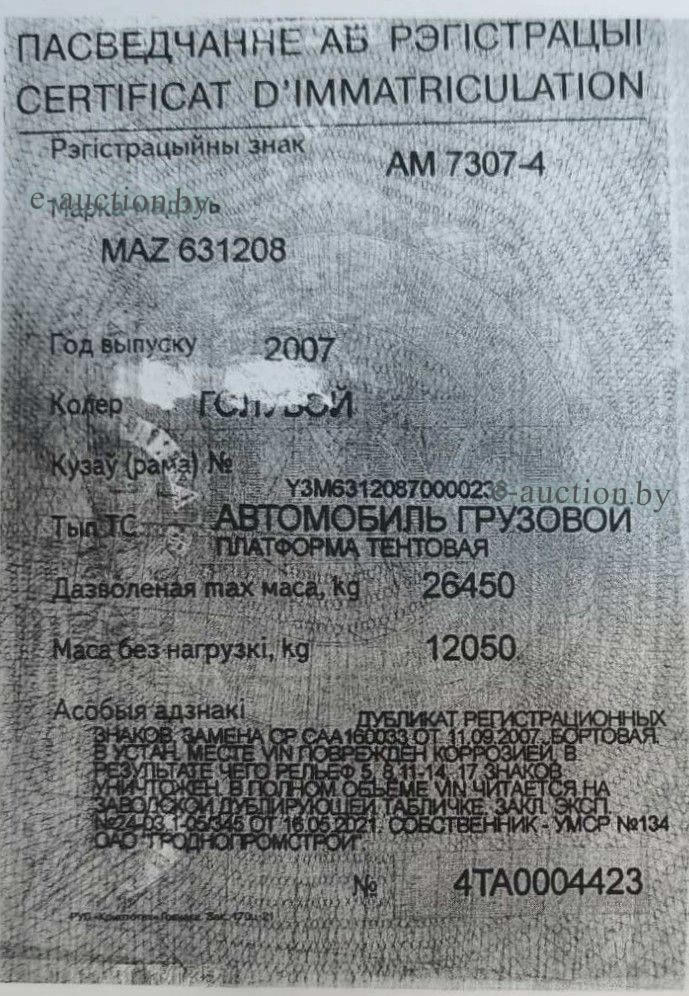 ПАСВЕДЧАННЕ АБ РЭГІСТРАЦЫІ
CERTIFICAT D'IMMATRICULATION
Рэгістрацыйны знак AM 7307-4
e-auction.by
Марка
MAZ 631208
Год выпуску 2007
Колер ГОЛУБОЙ
Кузаў (рама) №
e-auction.by
Тып ТС АВТОМОБИЛЬ ГРУЗОВОЙ
ПЛАТФОРМА ТЕНТОВАЯ
Дазволеная max маса, kg 26450
Маса без нагрузкі, kg 12050
Асобыя адзнакі ДУБЛИКАТ РЕГИСТРАЦИОННЫХ
ЗНАКОВ. ЗАМЕНА СР САА160033 ОТ 11.09.2007. БОРТОВАЯ.
В УСТАН. МЕСТЕ VIN ПОВРЕЖДЕН КОРРОЗИЕЙ, В
РЕЗУЛЬТАТЕ ЧЕГО РЕЛЬЕФ 5, 8,11-14, 17 ЗНАКОВ
УНИЧТОЖЕН. В ПОЛНОМ ОБЪЕМЕ VIN ЧИТАЕТСЯ НА
ЗАВОДСКОЙ ДУБЛИРУЮЩЕЙ ТАБЛИЧКЕ. ЗАКЛ. ЭКСП.
№24-03.1-05/345 ОТ 16.05.2021. СОБСТВЕННИК - УМСР №134
ОАО "ГРОДНОПРОМСТРОЙ".
№ 4TA0004423